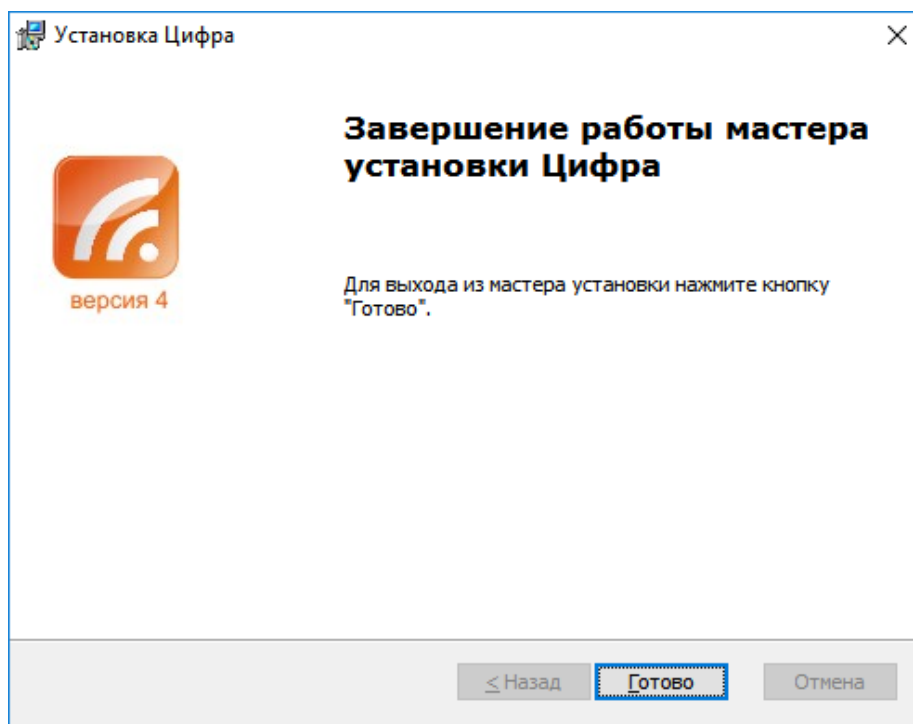 Установка Цифра
Завершение работы мастера
установки Цифра
версия 4
Для выхода из мастера установки нажмите кнопку
"Готово".
< Назад
Готово
Отмена